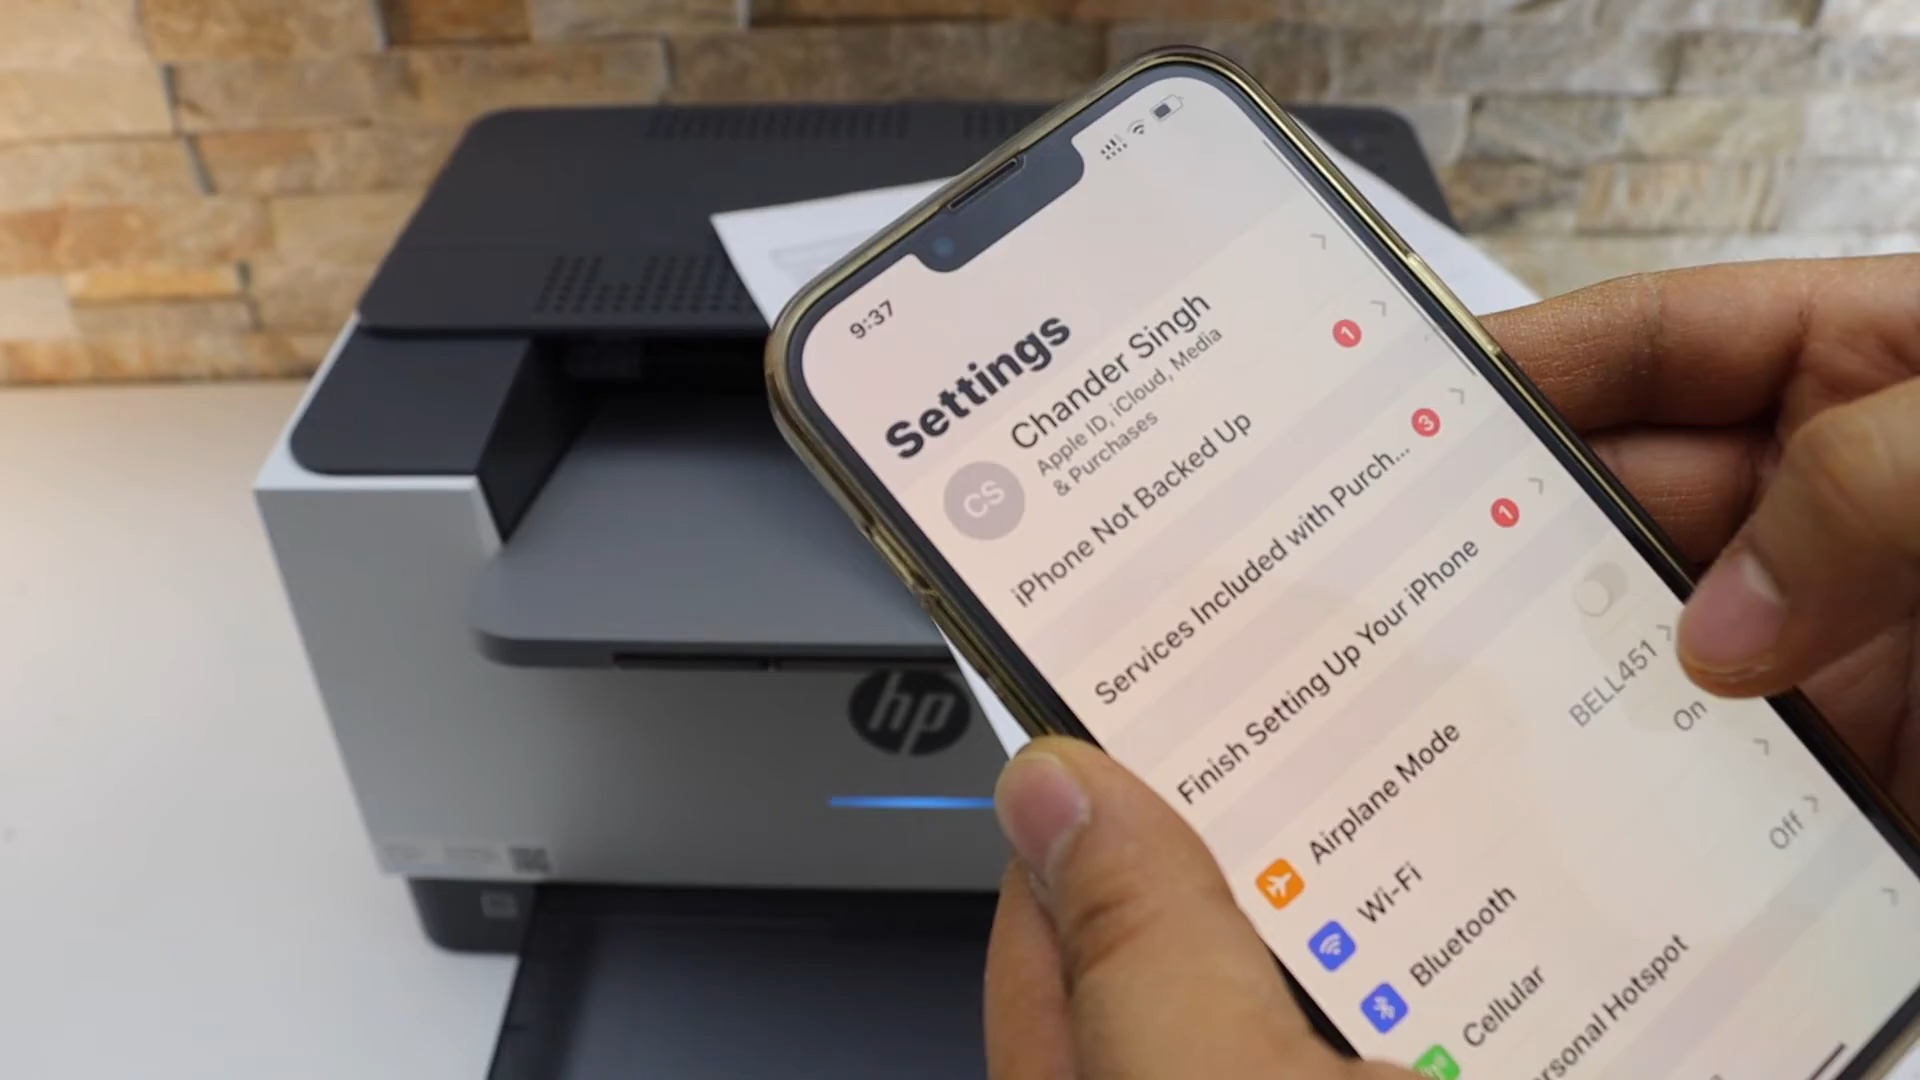 9:37
Settings
CS
Chander Singh
Apple ID, iCloud, Media
& Purchases
iPhone Not Backed Up
1
Services Included with Purch...
3
Finish Setting Up Your iPhone
1
Airplane Mode
Wi-Fi
BELL451
Bluetooth
On
Cellular
ersonal Hotspot
Off
hp